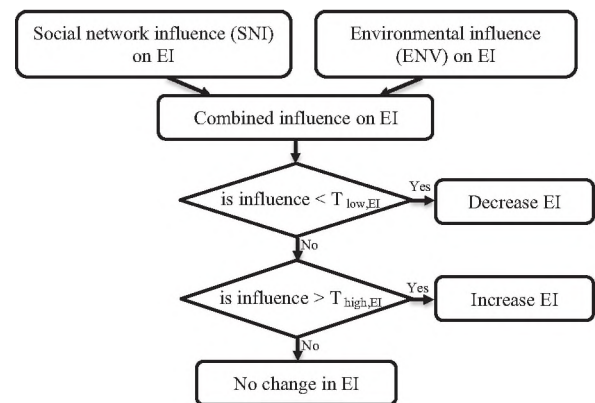 Social network influence (SNI)
on EI
Environmental influence
(ENV) on EI
Combined influence on EI
is influence < T low,EI
Yes
Decrease EI
No
is influence > T high,EI
Yes
Increase EI
No
No change in EI